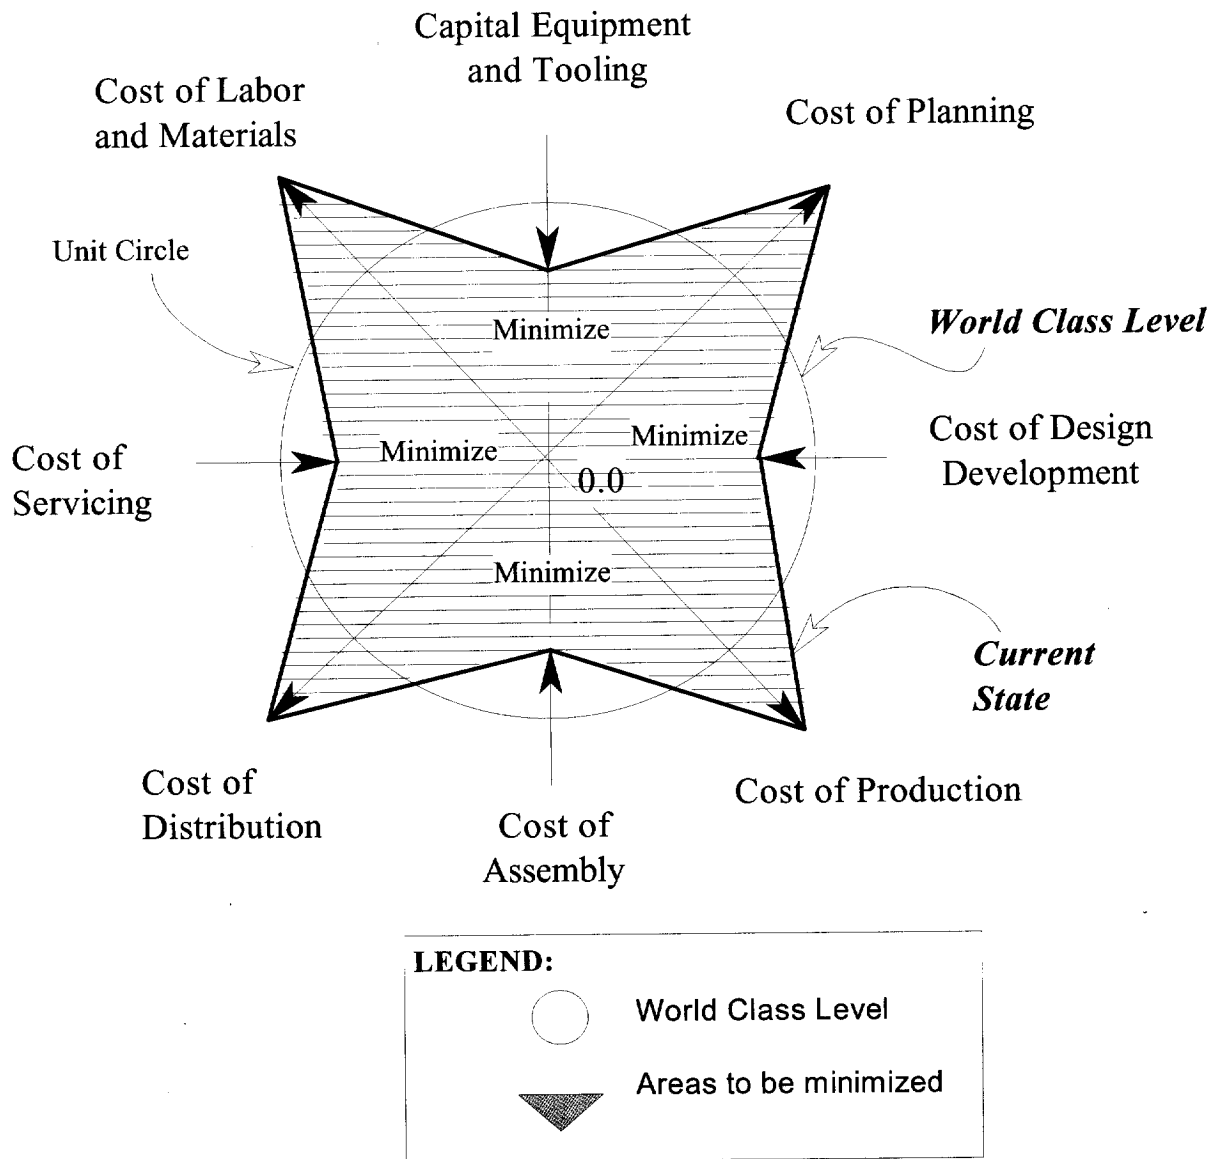 Capital Equipment
and Tooling
Cost of Labor
and Materials
Cost of Planning
Unit Circle
World Class Level
Minimize
Cost of Design
Development
Minimize
Minimize
Cost of
Servicing
0.0
Minimize
Current
State
Cost of
Distribution
Cost of Production
Cost of
Assembly
LEGEND:
World Class Level
Areas to be minimized